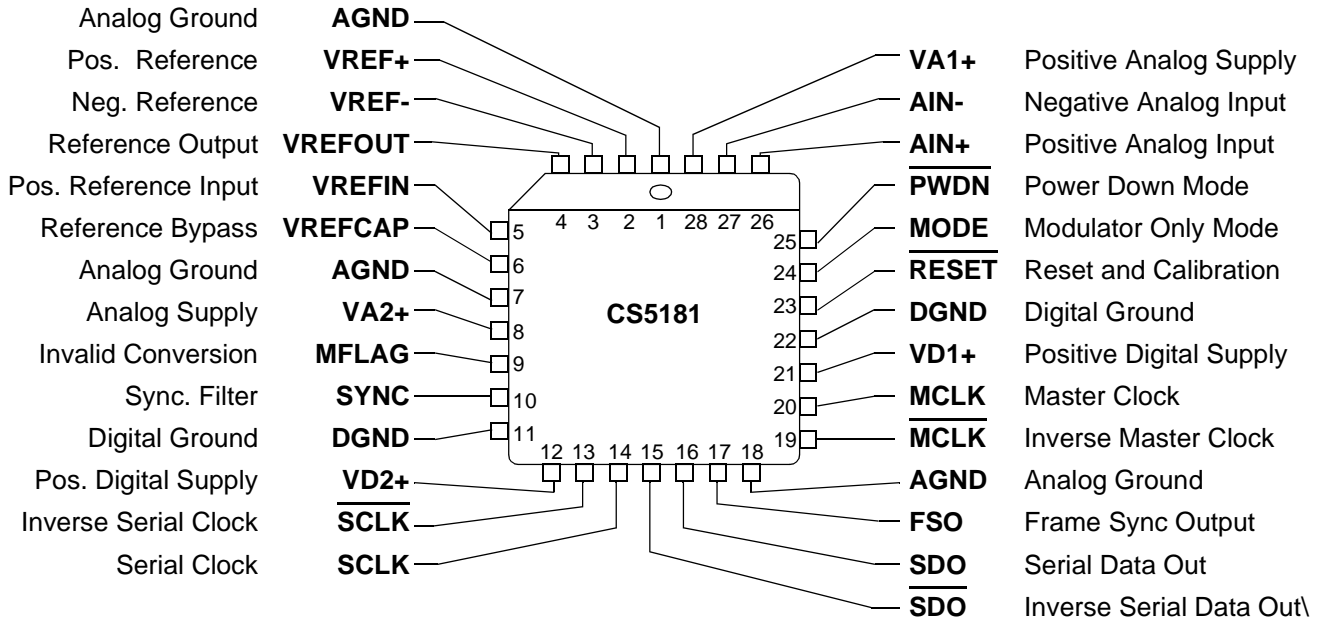 Analog Ground AGND
Pos. Reference VREF+
Neg. Reference VREF-
Reference Output VREFOUT
Pos. Reference Input VREFIN
Reference Bypass VREFCAP
Analog Ground AGND
Analog Supply VA2+
Invalid Conversion MFLAG
Sync. Filter SYNC
Digital Ground DGND
Pos. Digital Supply VD2+
Inverse Serial Clock S̅C̅L̅K̅
Serial Clock SCLK
4 3 2 1 28 27 26
5
6
7
8
9
10
11
CS5181
25
24
23
22
21
20
19
12 13 14 15 16 17 18
VA1+ Positive Analog Supply
AIN- Negative Analog Input
AIN+ Positive Analog Input
P̅W̅D̅N̅ Power Down Mode
MODE Modulator Only Mode
R̅E̅S̅E̅T̅ Reset and Calibration
DGND Digital Ground
VD1+ Positive Digital Supply
MCLK Master Clock
M̅C̅L̅K̅ Inverse Master Clock
AGND Analog Ground
FSO Frame Sync Output
SDO Serial Data Out
S̅D̅O̅ Inverse Serial Data Out\